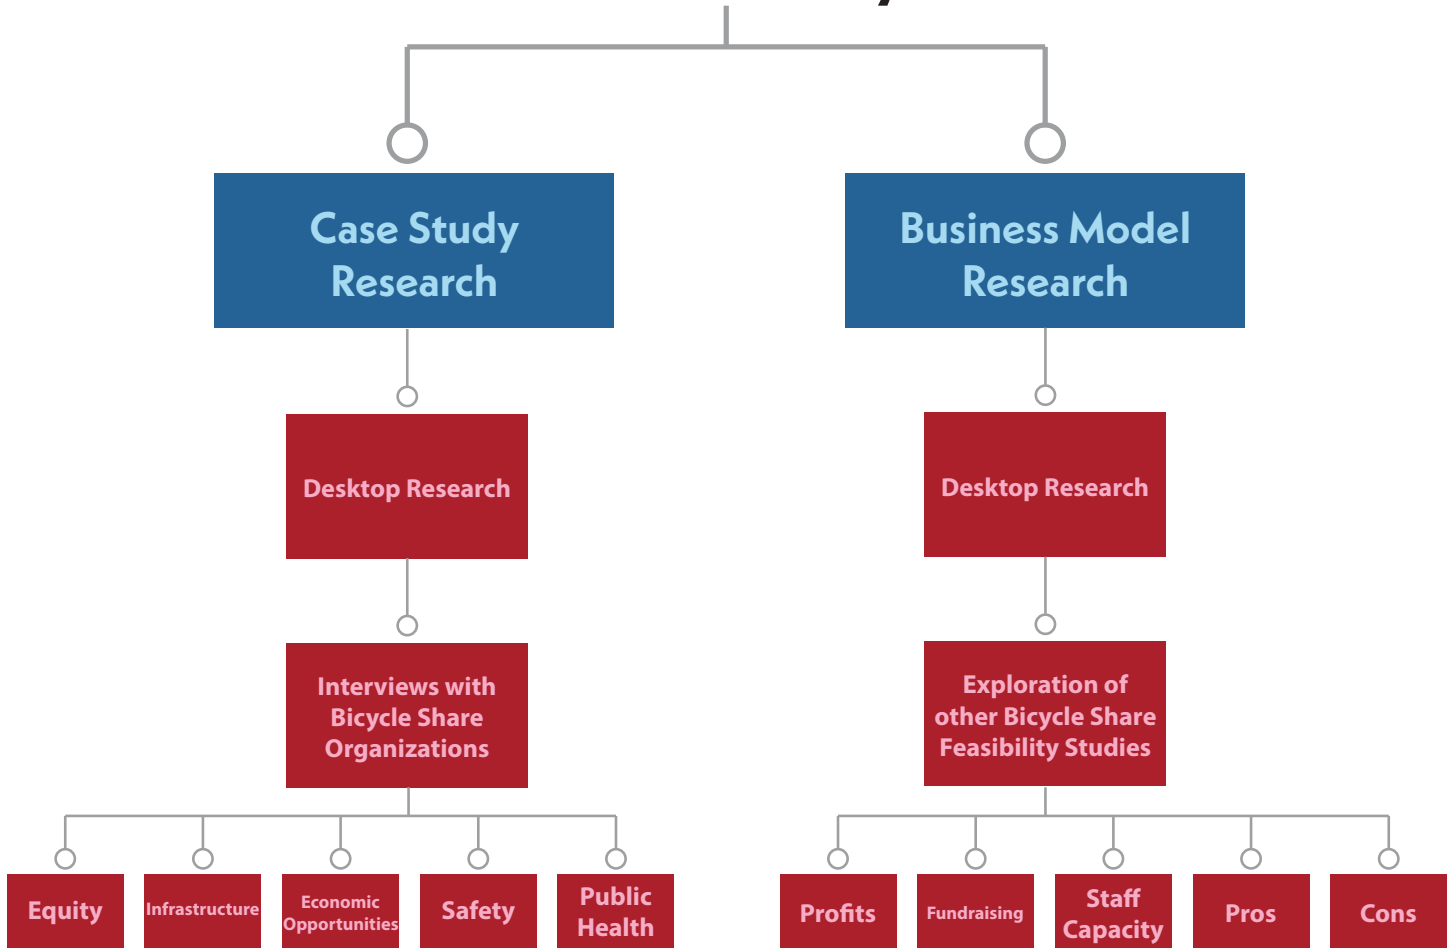 Case Study
Research
Business Model
Research
Desktop Research
Desktop Research
Interviews with
Bicycle Share
Organizations
Exploration of
other Bicycle Share
Feasibility Studies
Equity
Infrastructure
Economic
Opportunities
Safety
Public
Health
Profits
Fundraising
Staff
Capacity
Pros
Cons